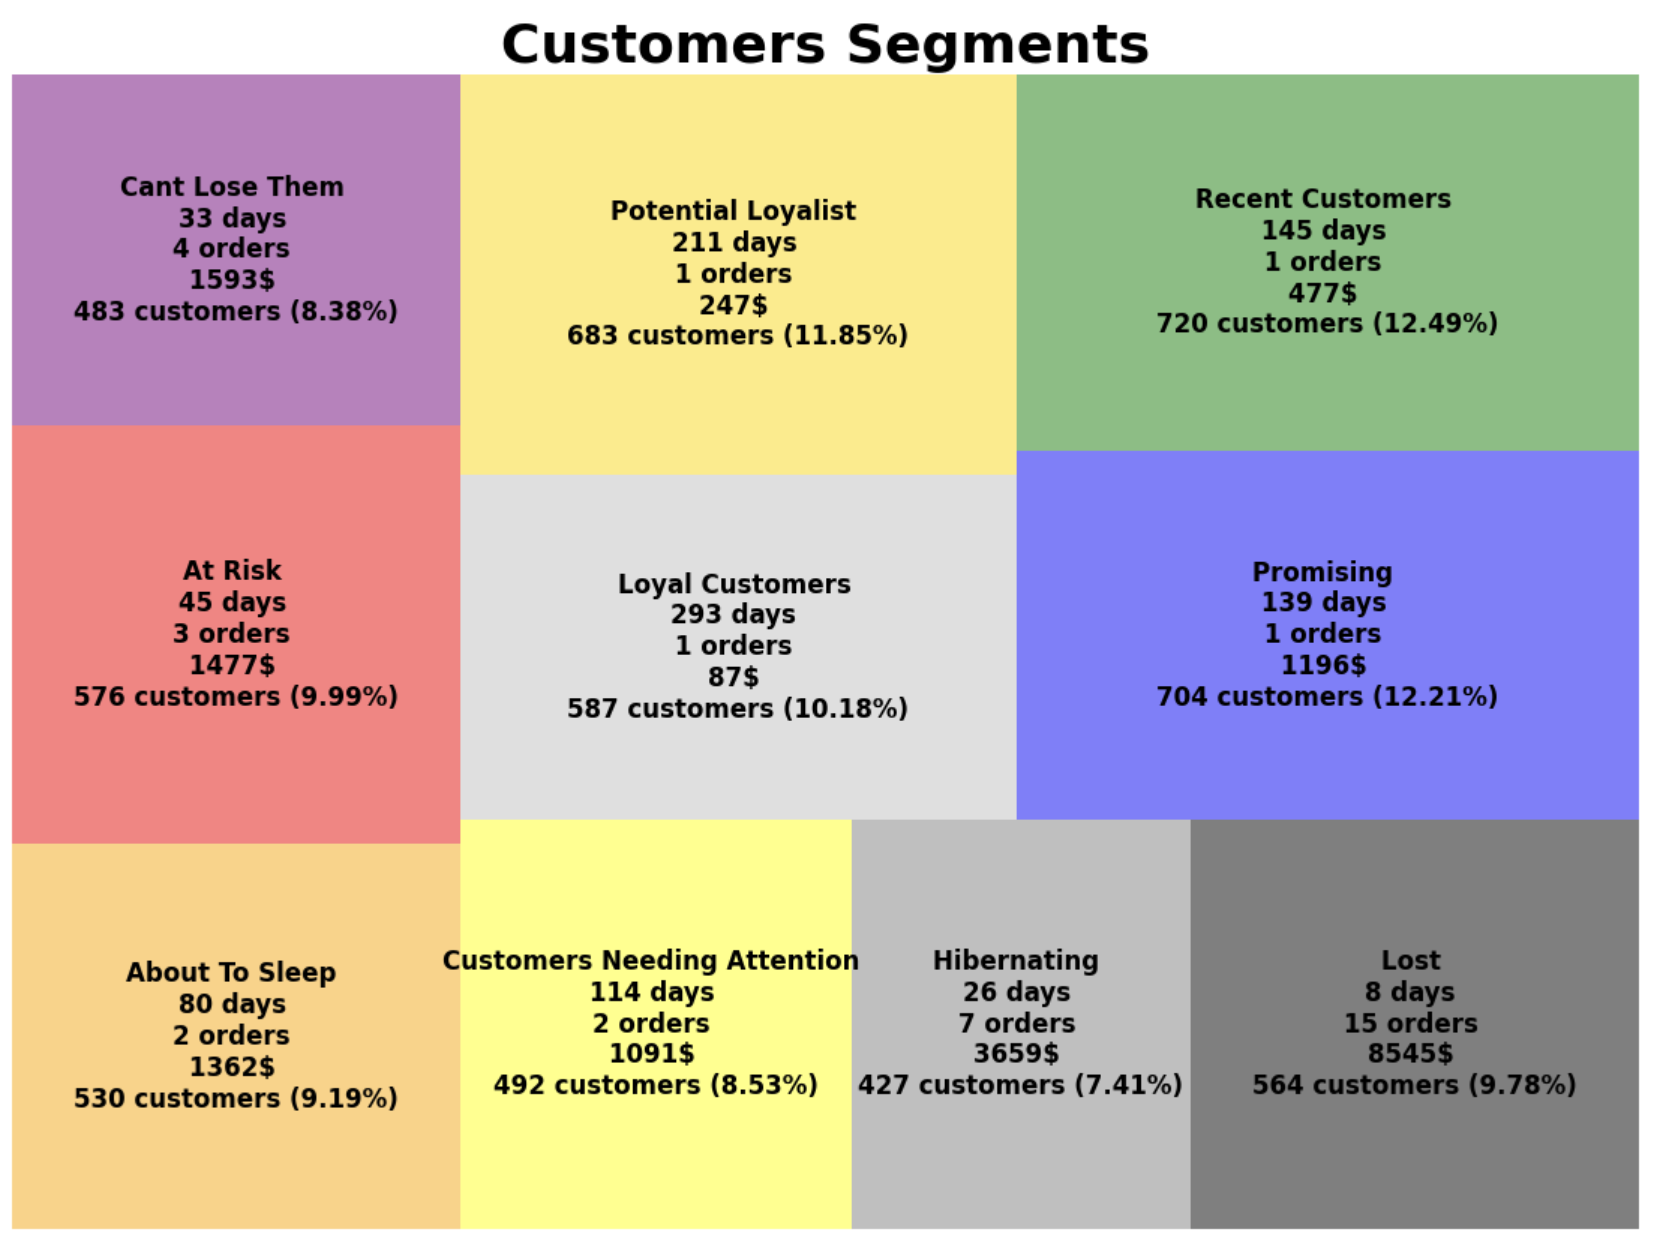 Customers Segments
Cant Lose Them
33 days
4 orders
1593$
483 customers (8.38%)
Potential Loyalist
211 days
1 orders
247$
683 customers (11.85%)
Recent Customers
145 days
1 orders
477$
720 customers (12.49%)
At Risk
45 days
3 orders
1477$
576 customers (9.99%)
Loyal Customers
293 days
1 orders
87$
587 customers (10.18%)
Promising
139 days
1 orders
1196$
704 customers (12.21%)
About To Sleep
80 days
2 orders
1362$
530 customers (9.19%)
Customers Needing Attention
114 days
2 orders
1091$
492 customers (8.53%)
Hibernating
26 days
7 orders
3659$
427 customers (7.41%)
Lost
8 days
15 orders
8545$
564 customers (9.78%)